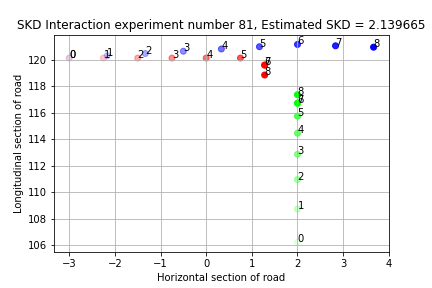 SKD Interaction experiment number 81, Estimated SKD = 2.139665
Longitudinal section of road
120
118
116
114
112
110
108
106
0 1 2 3 4 5 6 7 8
0 2 3 4 5 6 8
8
6
5
4
3
2
1
0
−3 −2 −1 0 1 2 3 4
Horizontal section of road